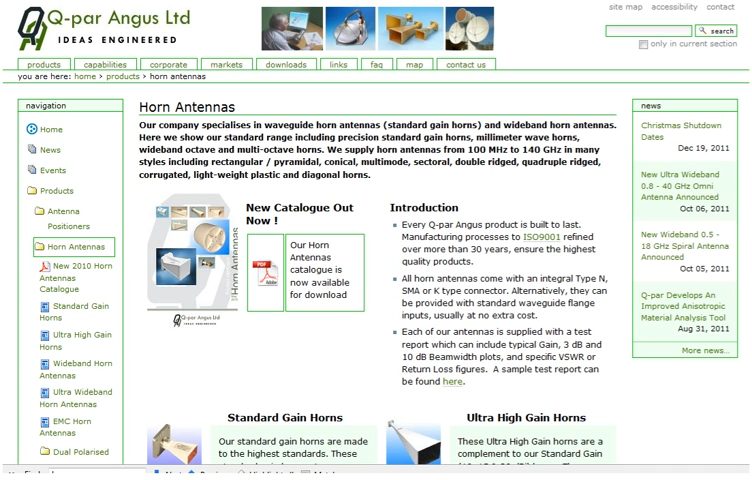 Q-par Angus Ltd
IDEAS ENGINEERED
site map accessibility contact
search
only in current section
products capabilities corporate markets downloads links faq map contact us
you are here: home › products › horn antennas
navigation
Home
News
Events
Products
Antenna
Positioners
Horn Antennas
New 2010 Horn
Antennas
Catalogue
Standard Gain
Horns
Ultra High Gain
Horns
Wideband Horn
Antennas
Ultra Wideband
Horn Antennas
EMC Horn
Antennas
Dual Polarised
Horn Antennas
Our company specialises in waveguide horn antennas (standard gain horns) and wideband horn antennas.
Here we show our standard range including precision standard gain horns, millimeter wave horns,
wideband octave and multi-octave horns. We supply horn antennas from 100 MHz to 140 GHz in many
styles including rectangular / pyramidal, conical, multimode, sectoral, double ridged, quadruple ridged,
corrugated, light-weight plastic and diagonal horns.
Horn Antennas
Q-par Angus Ltd
New Catalogue Out
Now !
PDF
Adobe
Our Horn
Antennas
catalogue is
now available
for download
Introduction
Every Q-par Angus product is built to last.
Manufacturing processes to ISO9001 refined
over more than 30 years, ensure the highest
quality products.
All horn antennas come with an integral Type N,
SMA or K type connector. Alternatively, they can
be provided with standard waveguide flange
inputs, usually at no extra cost.
Each of our antennas is supplied with a test
report which can include typical Gain, 3 dB and
10 dB Beamwidth plots, and specific VSWR or
Return Loss figures. A sample test report can
be found here.
Standard Gain Horns
Our standard gain horns are made
to the highest standards. These
Ultra High Gain Horns
These Ultra High Gain horns are a
complement to our Standard Gain
news
Christmas Shutdown
Dates
Dec 19, 2011
New Ultra Wideband
0.8 - 40 GHz Omni
Antenna Announced
Oct 06, 2011
New Wideband 0.5 -
18 GHz Spiral Antenna
Announced
Oct 05, 2011
Q-par Develops An
Improved Anisotropic
Material Analysis Tool
Aug 31, 2011
More news...